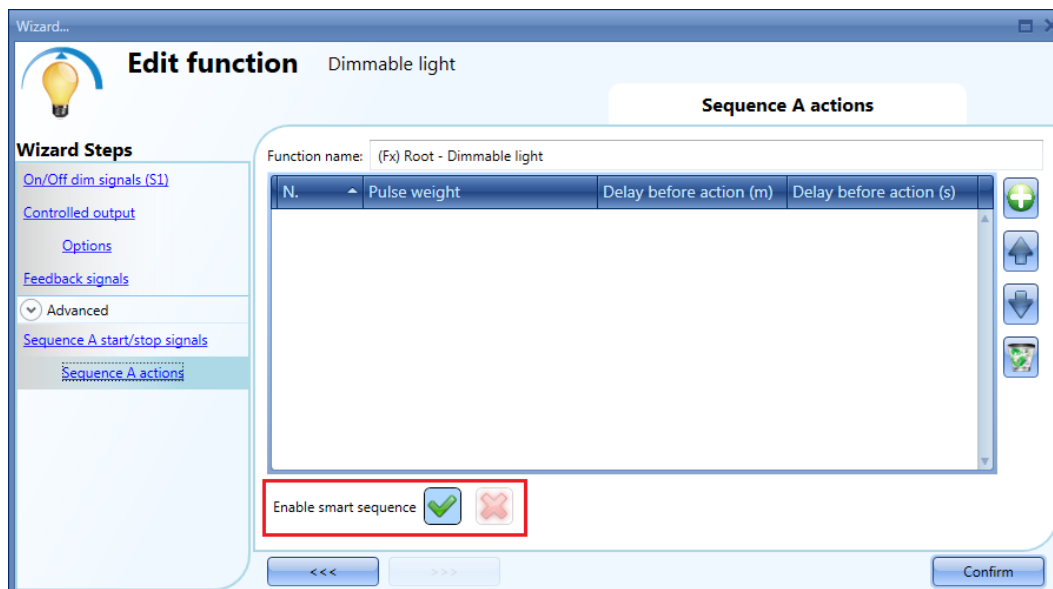 Wizard...
Edit function Dimmable light
Sequence A actions
Wizard Steps
On/Off dim signals (S1)
Controlled output
Options
Feedback signals
Advanced
Sequence A start/stop signals
Sequence A actions
Function name: (Fx) Root - Dimmable light
N. Pulse weight Delay before action (m) Delay before action (s)
Enable smart sequence
<<< >>> Confirm